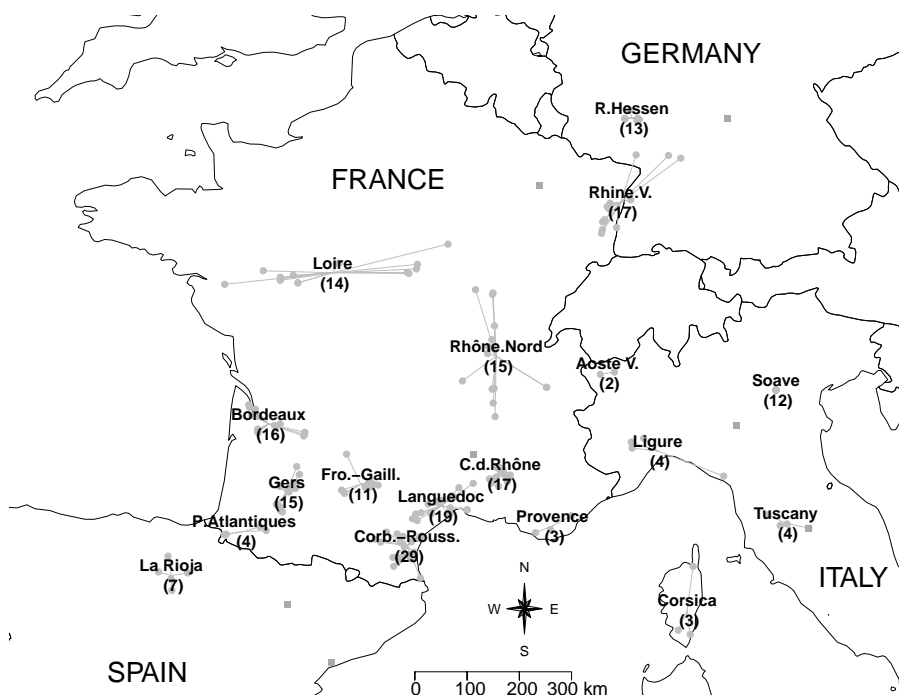 GERMANY
R.Hessen
(13)
FRANCE
Rhine.V.
(17)
Loire
(14)
Rhône.Nord
(15)
Aoste V.
(2)
Soave
(12)
Bordeaux
(16)
Ligure
(4)
C.d.Rhône
(17)
Fro.−Gaill.
(11)
Gers
(15)
Languedoc
(19)
P.Atlantiques
(4)
Provence
(3)
Tuscany
(4)
Corb.−Rouss.
(29)
La Rioja
(7)
N
W E
S
ITALY
Corsica
(3)
SPAIN
0 100 200 300 km